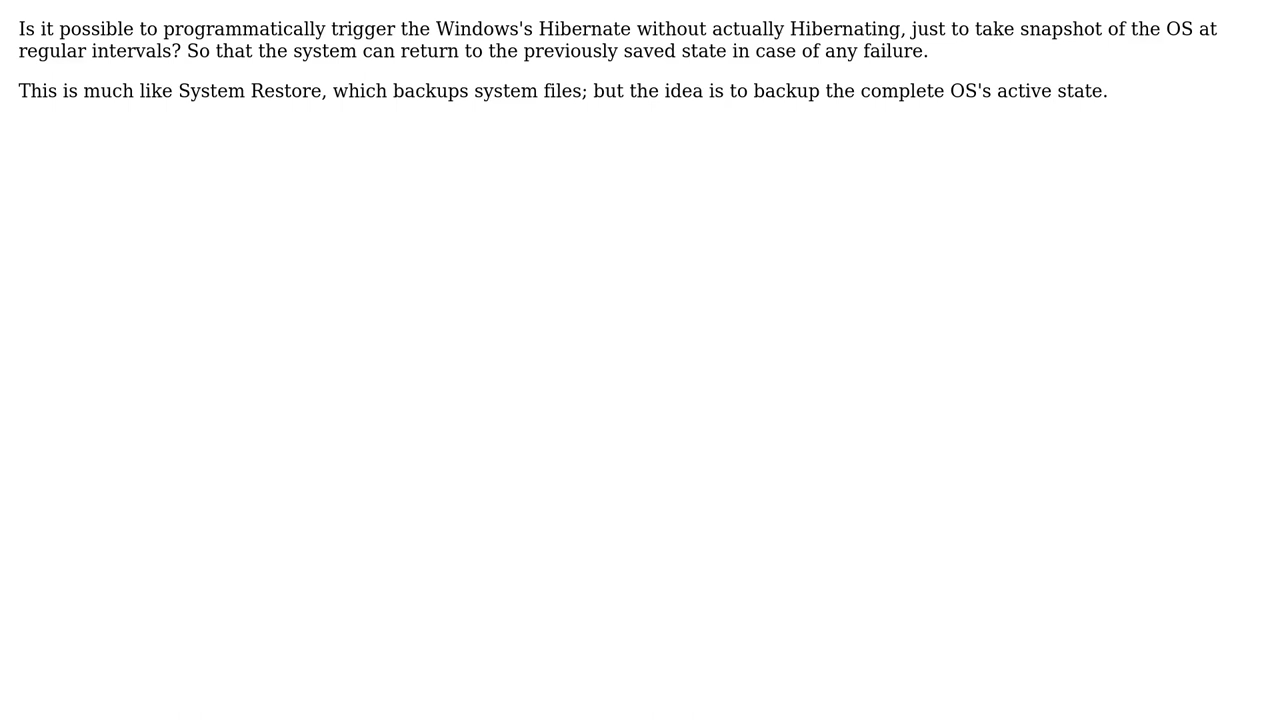 Is it possible to programmatically trigger the Windows's Hibernate without actually Hibernating, just to take snapshot of the OS at
regular intervals? So that the system can return to the previously saved state in case of any failure.
This is much like System Restore, which backups system files; but the idea is to backup the complete OS's active state.